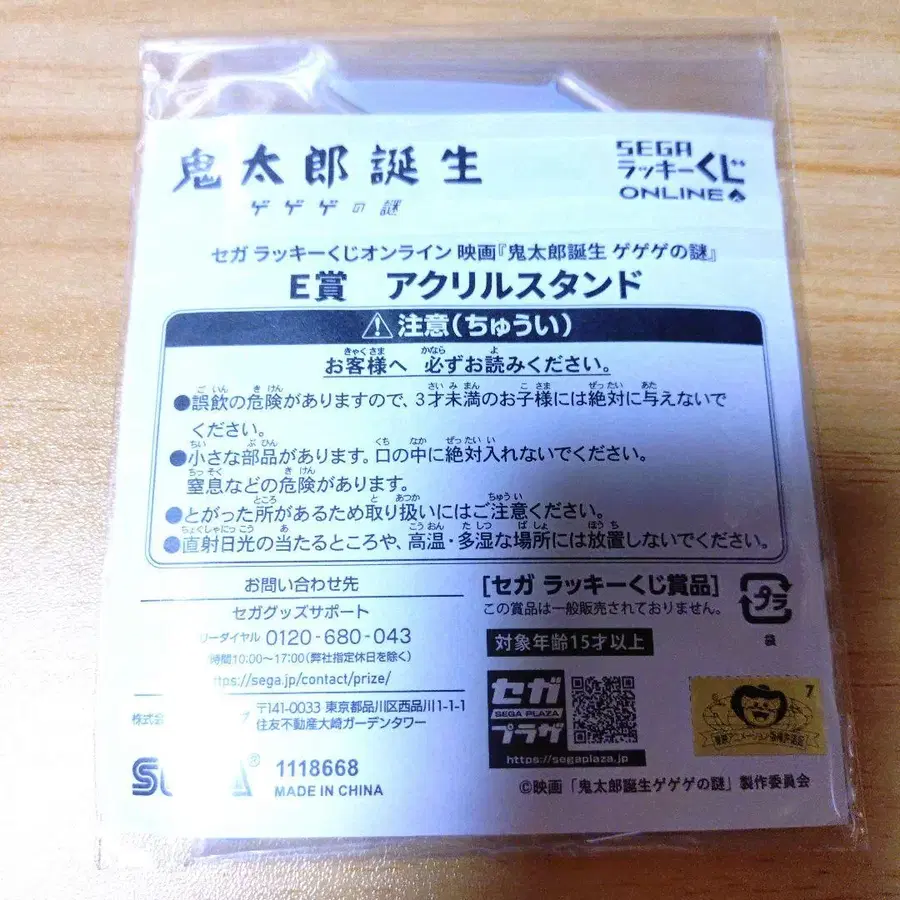 鬼太郎誕生
ゲゲゲの謎
SEGA
ラッキーくじ
ONLINE
セガ ラッキーくじオンライン 映画『鬼太郎誕生 ゲゲゲの謎』
E賞 アクリルスタンド
注意(ちゅうい)
お客様へ 必ずお読みください。
●誤飲の危険がありますので、3才未満のお子様には絶対に与えないで
ください。
●小さな部品があります。口の中に絶対入れないでください。
窒息などの危険があります。
●とがった所があるため取り扱いにはご注意ください。
●直射日光の当たるところや、高温・多湿な場所には放置しないでください。
お問い合わせ先
セガグッズサポート
リーダイヤル 0120-680-043
時間10:00〜17:00(弊社指定休日を除く)
ttps://sega.jp/contact/prize/
株式会
〒141-0033 東京都品川区西品川1-1-1
住友不動産大崎ガーデンタワー
1118668
MADE IN CHINA
[セガ ラッキーくじ賞品]
この賞品は一般販売されておりません。
プラ
袋
対象年齢15才以上
セガ
SEGA PLAZA
プラザ
https://segaplaza.jp/
7
©映画「鬼太郎誕生ゲゲゲの謎」製作委員会